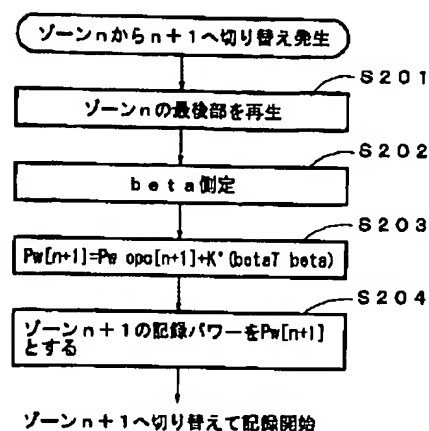 ゾーンnからn+1へ切り替え発生
S201
ゾーンnの最後部を再生
S202
beta測定
S203
Pw[n+1]=Pw opc[n+1]+K*(betaT beta)
S204
ゾーンn+1の記録パワーをPw[n+1]
とする
ゾーンn+1へ切り替えて記録開始